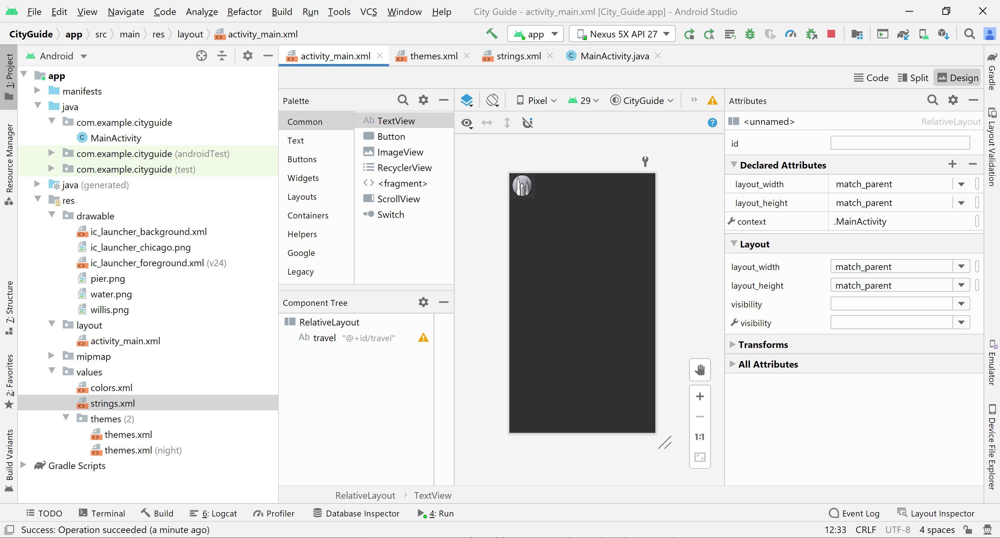 File Edit View Navigate Code Analyze Refactor Build Run Tools VCS Window Help City Guide - activity_main.xml [City_Guide.app] - Android Studio
CityGuide app src main res layout activity_main.xml app Nexus 5X API 27
1: Project
Resource Manager
7: Structure
2: Favorites
Build Variants
Android
app
manifests
java
com.example.cityguide
C MainActivity
com.example.cityguide (androidTest)
com.example.cityguide (test)
java (generated)
res
drawable
ic_launcher_background.xml
ic_launcher_chicago.png
ic_launcher_foreground.xml (v24)
pier.png
water.png
willis.png
layout
activity_main.xml
mipmap
values
colors.xml
strings.xml
themes (2)
themes.xml
themes.xml (night)
Gradle Scripts
activity_main.xml themes.xml strings.xml C MainActivity.java
Code Split Design
Palette
Common
Text
Buttons
Widgets
Layouts
Containers
Helpers
Google
Legacy
Ab TextView
Button
ImageView
RecyclerView
<fragment>
ScrollView
Switch
Component Tree
RelativeLayout
Ab travel "@+id/travel"
Pixel 29 CityGuide
?
1:1
Attributes
<unnamed> RelativeLayout
id
Declared Attributes
layout_width match_parent
layout_height match_parent
context .MainActivity
Layout
layout_width match_parent
layout_height match_parent
visibility
visibility
Transforms
All Attributes
Gradle
Layout Validation
Emulator
Device File Explorer
RelativeLayout › TextView
TODO Terminal Build 6: Logcat Profiler Database Inspector 4: Run Event Log Layout Inspector
Success: Operation succeeded (a minute ago) 12:33 CRLF UTF-8 4 spaces